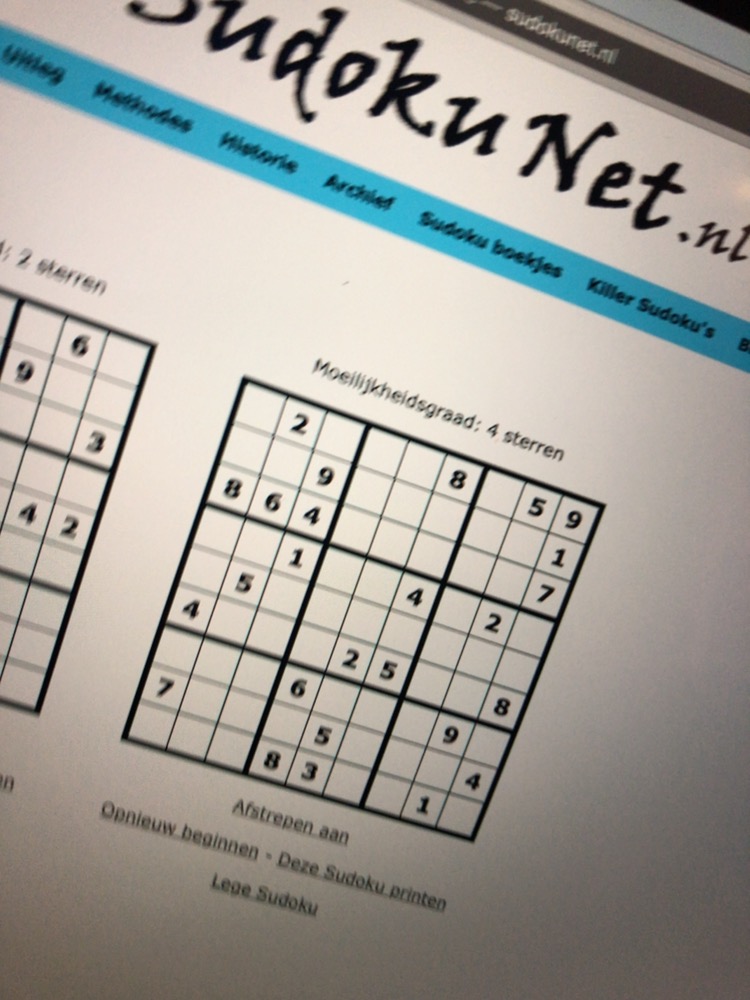 sudokunet.nl
Sudoku Net.nl
Uitleg Methodes Historie Archief Sudoku boekjes Killer Sudoku's
2 sterren
6
9
3
4 2
Moeilijkheidsgraad: 4 sterren
2 8 5 9
9 1
8 6 4 7
1 4 2
5
4 2 5 8
6 9
7 5 4
8 3 1
Afstrepen aan
Opnieuw beginnen - Deze Sudoku printen
Lege Sudoku